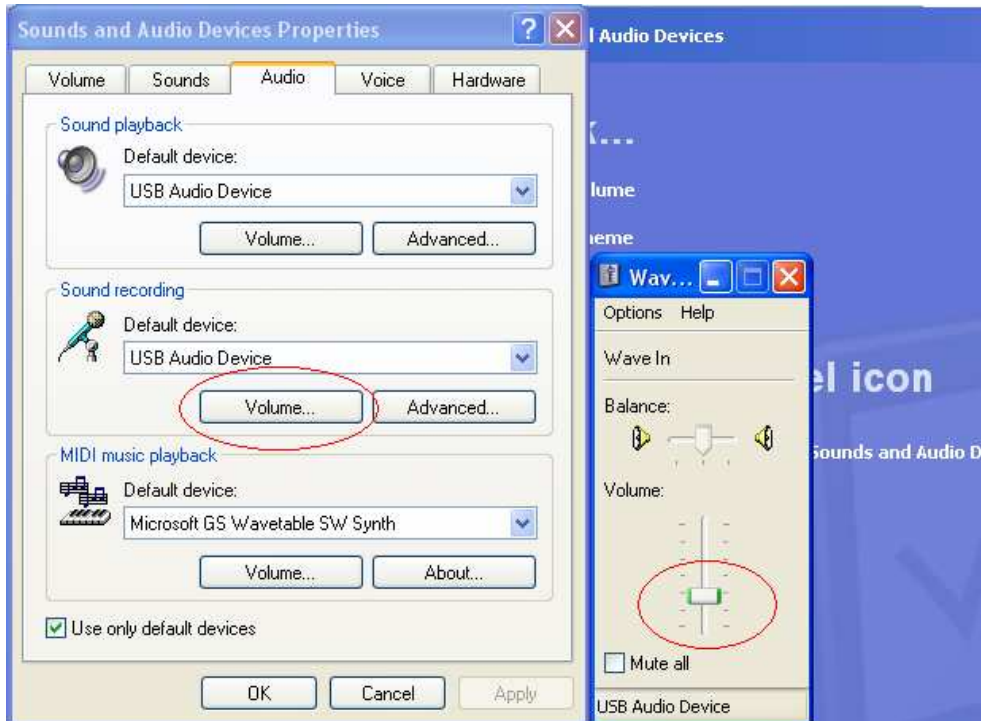 Sounds and Audio Devices Properties
Volume
Sounds
Audio
Voice
Hardware
Sound playback
Default device:
USB Audio Device
Volume...
Advanced...
Sound recording
Default device:
USB Audio Device
Volume...
Advanced...
MIDI music playback
Default device:
Microsoft GS Wavetable SW Synth
Volume...
About...
Use only default devices
OK
Cancel
Apply
Audio Devices
...
lume
heme
el icon
Sounds and Audio D
Wav...
Options Help
Wave In
Balance:
Volume:
Mute all
USB Audio Device